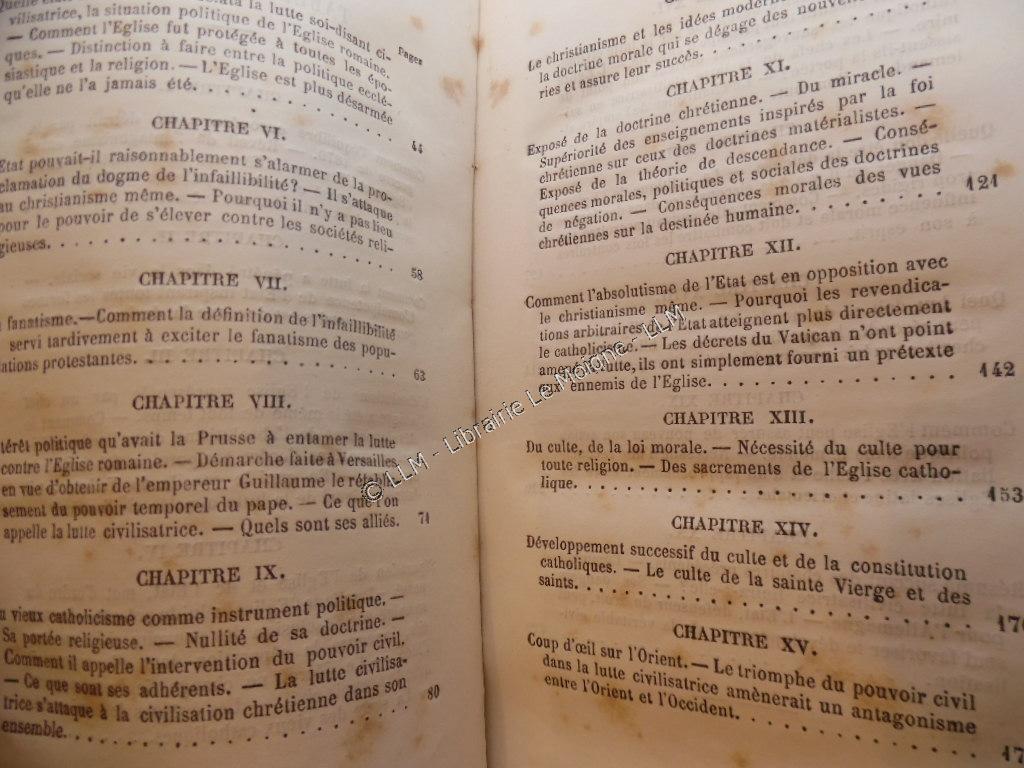 lata la lutte soi-disant ci-
vilisatrice, la situation politique de l'Eglise romaine.
— Comment l'Eglise fut protégée à toutes les épo-
ques. — Distinction à faire entre la politique ecclé-
siastique et la religion. — L'Eglise est plus désarmée
qu'elle ne l'a jamais été.
Pages
44
CHAPITRE VI.
Etat pouvait-il raisonnablement s'alarmer de la pro-
clamation du dogme de l'infaillibilité? — Il s'attaque
au christianisme même. — Pourquoi il n'y a pas lieu
pour le pouvoir de s'élever contre les sociétés reli-
gieuses. 58
CHAPITRE VII.
fanatisme. — Comment la définition de l'infaillibilité
servi tardivement à exciter le fanatisme des popu-
lations protestantes. 63
CHAPITRE VIII.
térêt politique qu'avait la Prusse à entamer la lutte
contre l'Eglise romaine. — Démarche faite à Versailles
en vue d'obtenir de l'empereur Guillaume le rétablis-
sement du pouvoir temporel du pape. — Ce que l'on
appelle la lutte civilisatrice. — Quels sont ses alliés. 71
CHAPITRE IX.
u vieux catholicisme comme instrument politique. —
Sa portée religieuse. — Nullité de sa doctrine. —
Comment il appelle l'intervention du pouvoir civil.
— Ce que sont ses adhérents. — La lutte civilisa-
trice s'attaque à la civilisation chrétienne dans son
ensemble. 80
Le christianisme et les idées modernes
la doctrine morale qui se dégage des nouvelles
ries et assure leur succès.
CHAPITRE XI.
Exposé de la doctrine chrétienne. — Du miracle. —
Supériorité des enseignements inspirés par la foi
chrétienne sur ceux des doctrines matérialistes. —
Exposé de la théorie de descendance. — Consé-
quences morales, politiques et sociales des doctrines
de négation. — Conséquences morales des vues
chrétiennes sur la destinée humaine. 121
CHAPITRE XII.
Comment l'absolutisme de l'Etat est en opposition avec
le christianisme même. — Pourquoi les revendica-
tions arbitraires de l'Etat atteignent plus directement
le catholicisme. — Les décrets du Vatican n'ont point
amené la lutte, ils ont simplement fourni un prétexte
aux ennemis de l'Eglise. 142
CHAPITRE XIII.
Du culte, de la loi morale. — Nécessité du culte pour
toute religion. — Des sacrements de l'Eglise catho-
lique. 153
CHAPITRE XIV.
Développement successif du culte et de la constitution
catholiques. — Le culte de la sainte Vierge et des
saints. 170
CHAPITRE XV.
Coup d'œil sur l'Orient. — Le triomphe du pouvoir civil
dans la lutte civilisatrice amènerait un antagonisme
entre l'Orient et l'Occident. 17
© LLM - Librairie Le Moione - LLM